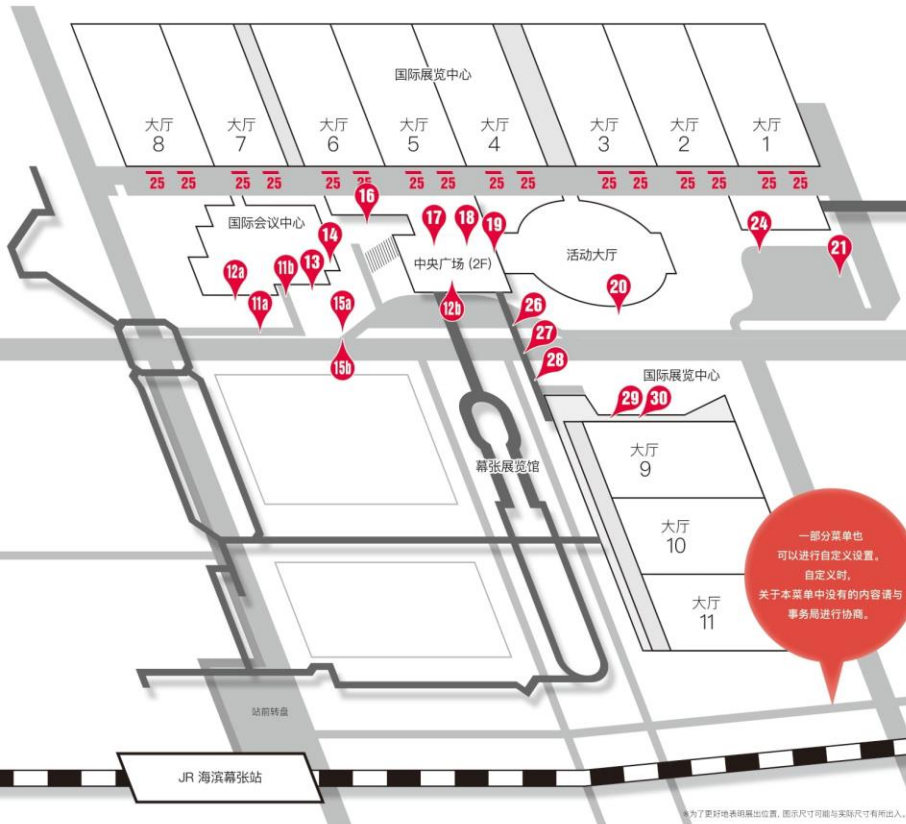 国际展览中心
大厅
8
大厅
7
大厅
6
大厅
5
大厅
4
大厅
3
大厅
2
大厅
1
25 25 25 25 25 25 25 25 25 25 25 25 25 25 25 25
16
国际会议中心
14
17
18
19
中央广场 (2F)
活动大厅
24
21
12a
11b
13
11a
15a
12b
20
26
27
15b
28
国际展览中心
29
30
大厅
9
幕张展览馆
大厅
10
大厅
11
一部分菜单也
可以进行自定义设置。
自定义时,
关于本菜单中没有的内容请与
事务局进行协商。
站前转盘
JR 海滨幕张站
*为了更好地表明展出位置,图示尺寸可能与实际尺寸有所出入。